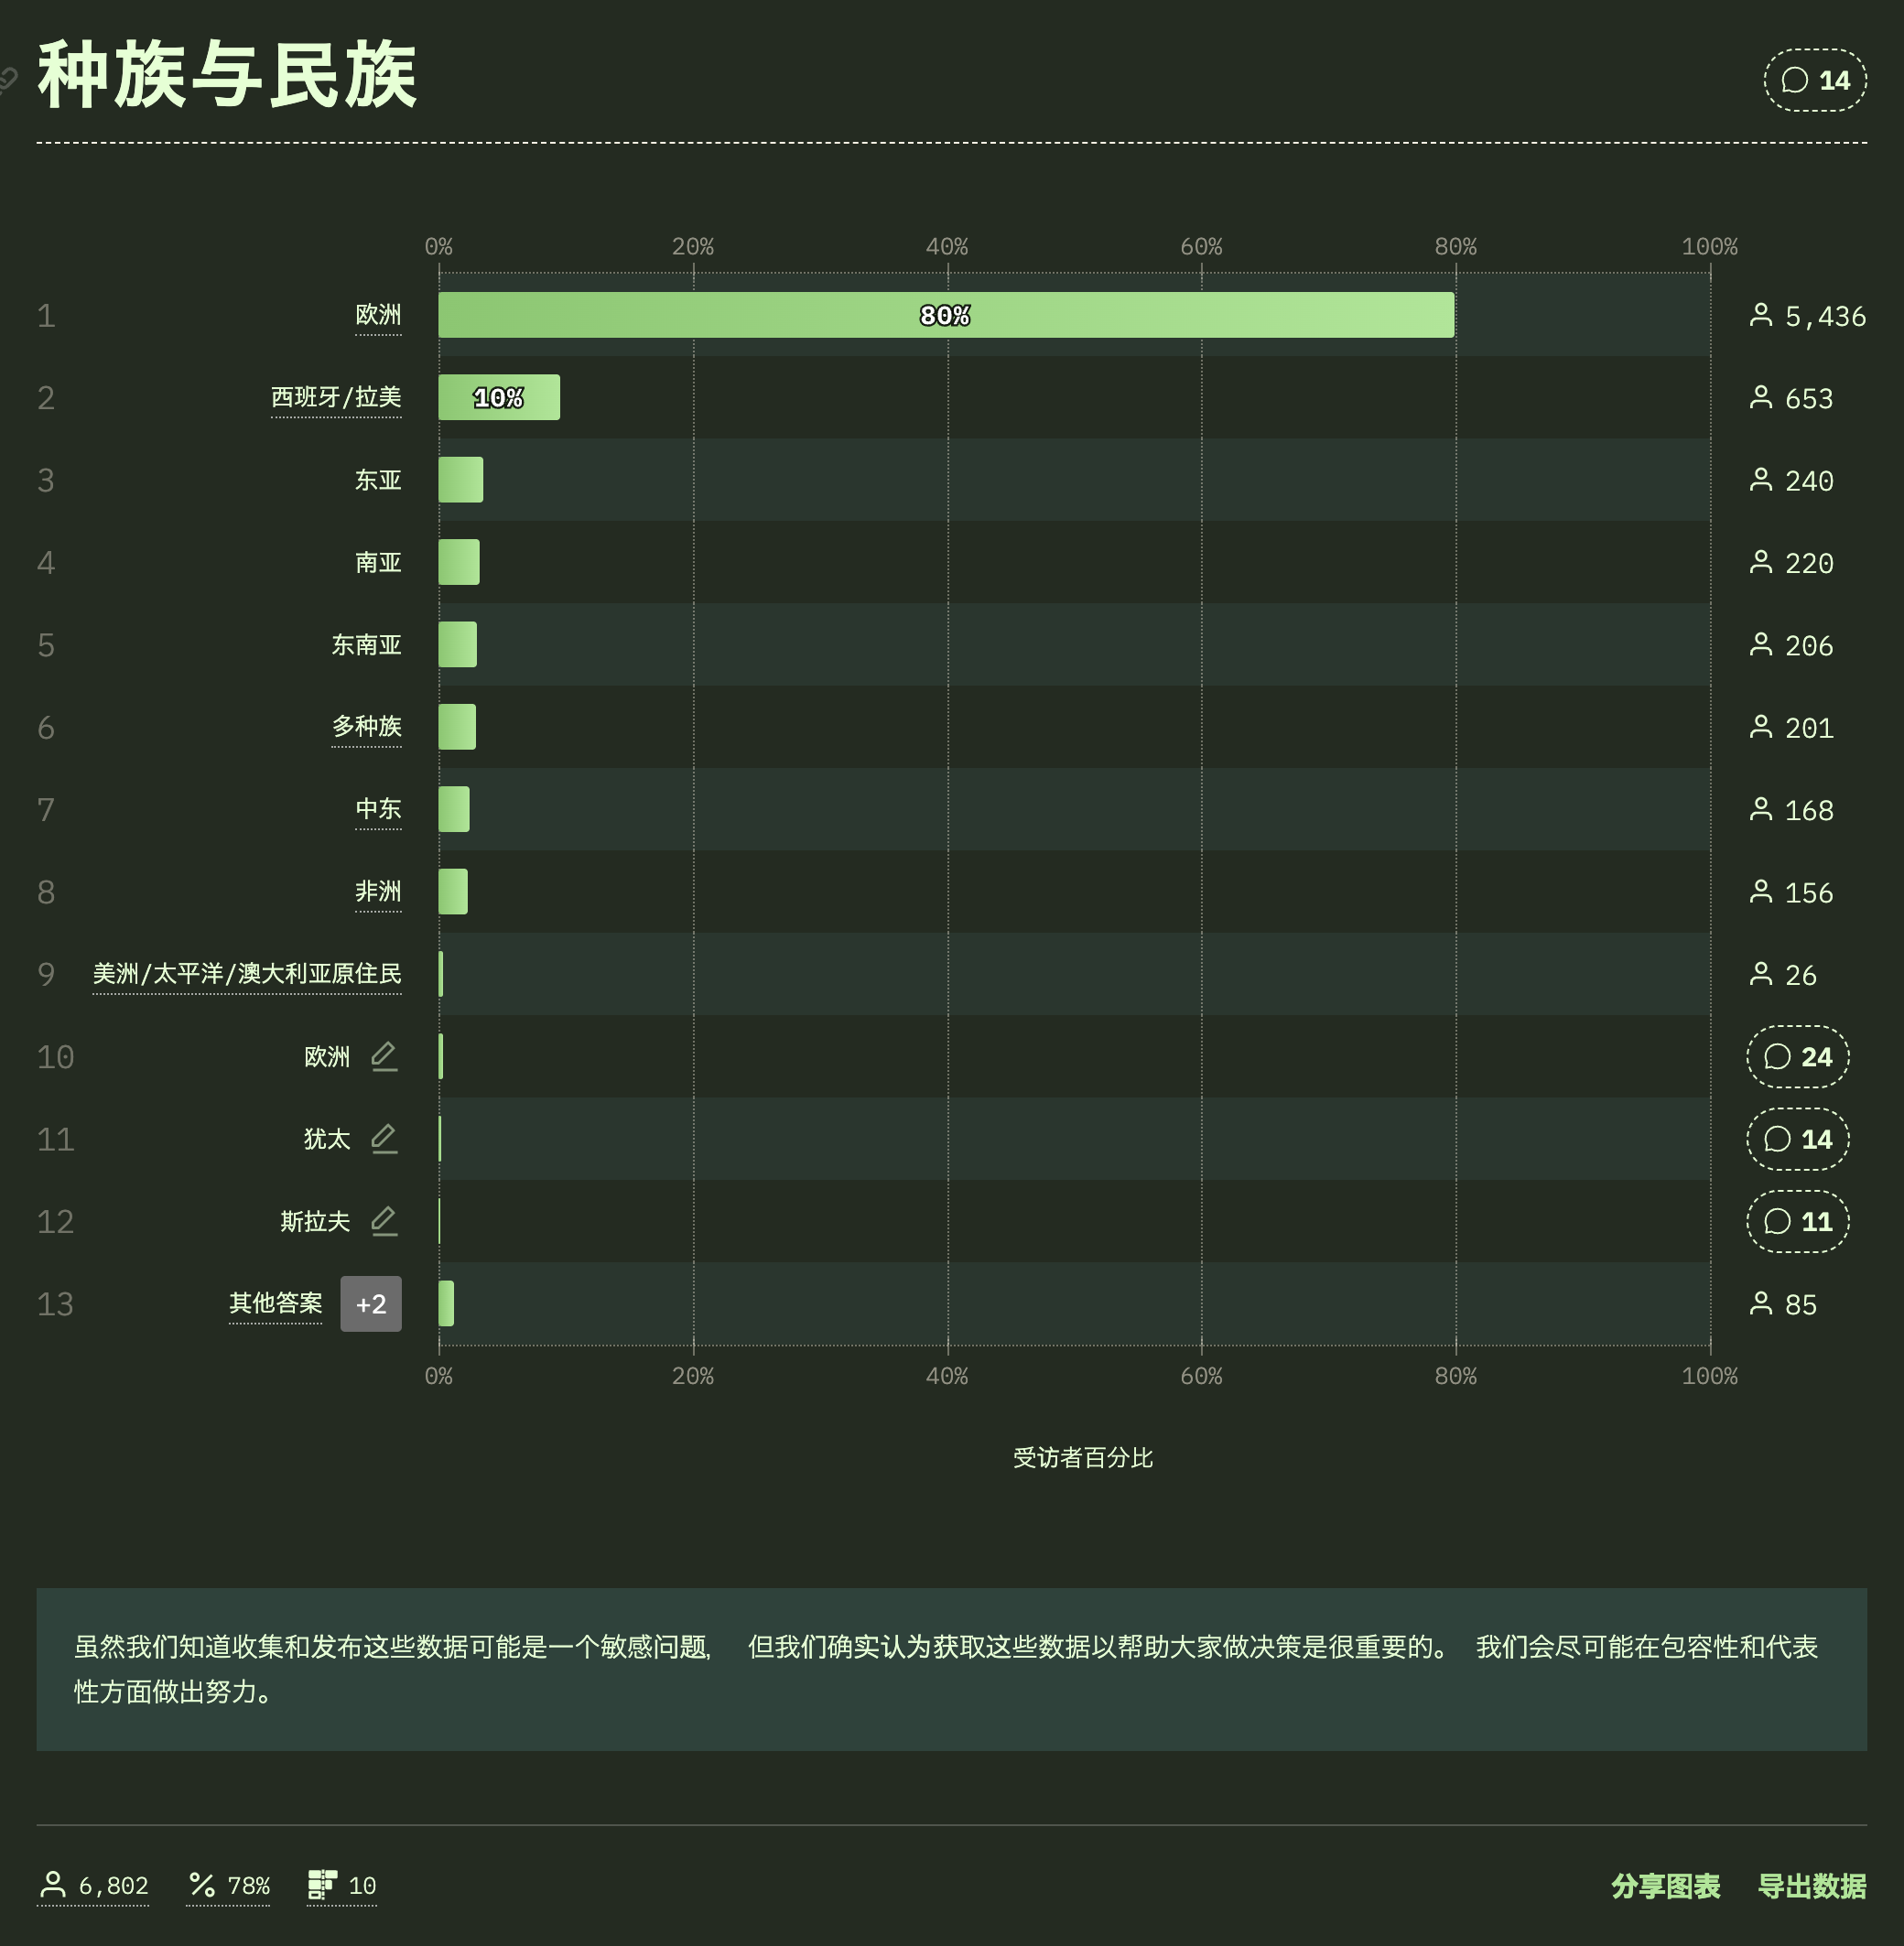 种族与民族
14
0% 20% 40% 60% 80% 100%
1 欧洲 80% 5,436
2 西班牙/拉美 10% 653
3 东亚 240
4 南亚 220
5 东南亚 206
6 多种族 201
7 中东 168
8 非洲 156
9 美洲/太平洋/澳大利亚原住民 26
10 欧洲 24
11 犹太 14
12 斯拉夫 11
13 其他答案 +2 85
0% 20% 40% 60% 80% 100%
受访者百分比
虽然我们知道收集和发布这些数据可能是一个敏感问题, 但我们确实认为获取这些数据以帮助大家做决策是很重要的。 我们会尽可能在包容性和代表
性方面做出努力。
6,802 78% 10 分享图表 导出数据